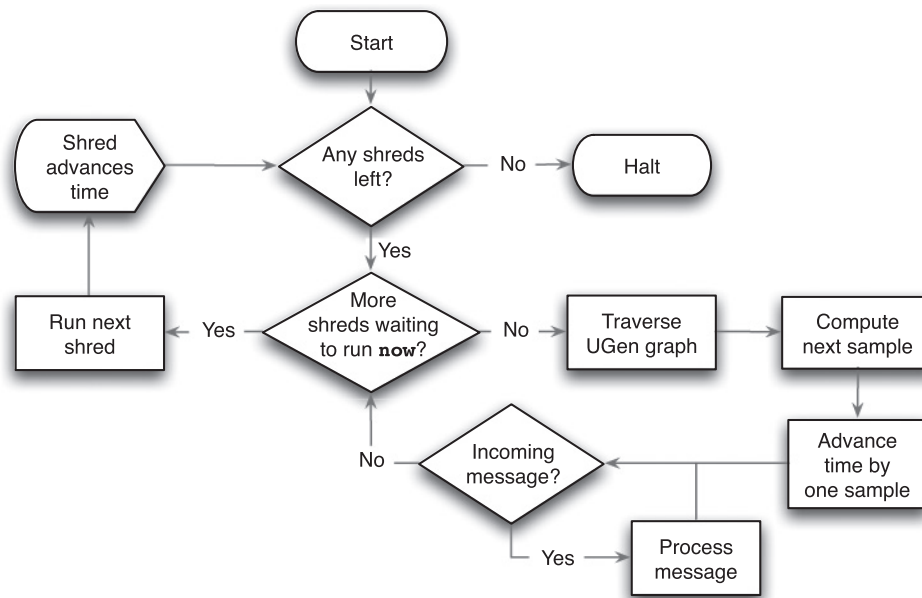 Start
Shred
advances
time
Any shreds
left?
No
Halt
Yes
More
shreds waiting
to run now?
Yes
Run next
shred
No
Traverse
UGen graph
Compute
next sample
Advance
time by
one sample
Incoming
message?
No
Yes
Process
message